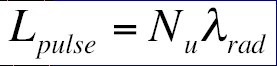 L_pulse = N_u λ_rad